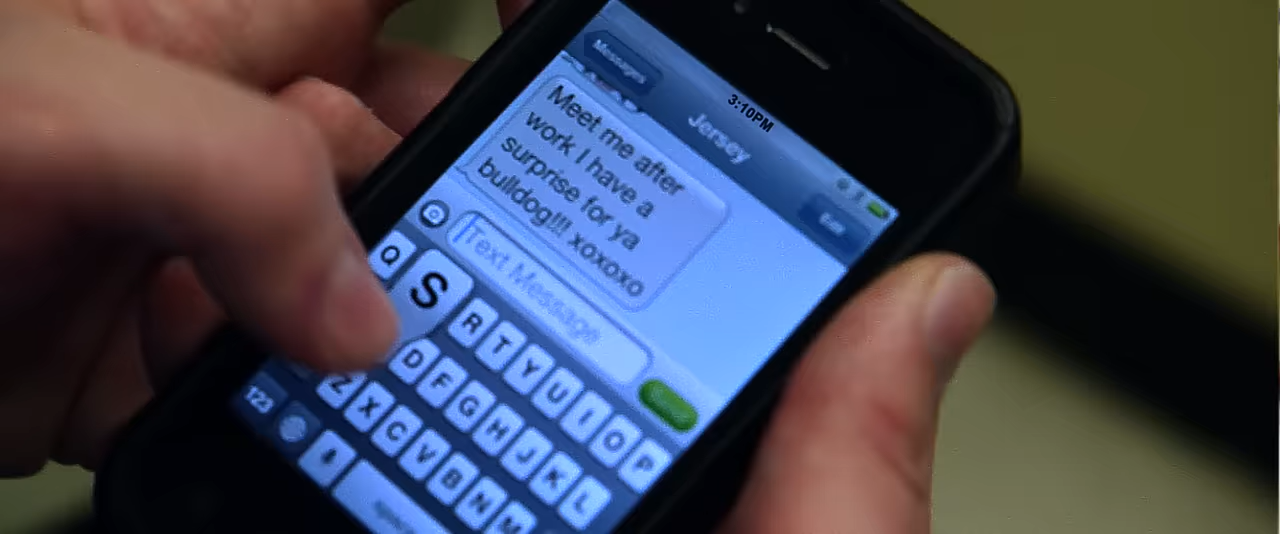 Messages
3:10PM
Jersey
Edit
Meet me after
work I have a
surprise for ya
bulldog!!! xoxoxo
Text Message
Q
S
R T Y U I O P
D F G H J K L
Z X C V B N M
123